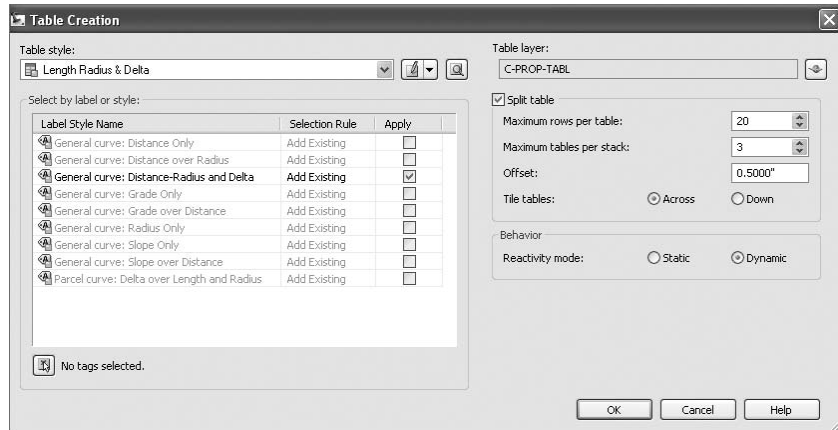 Table Creation
Table style:
Length Radius & Delta
Select by label or style:
Label Style Name Selection Rule Apply
General curve: Distance Only Add Existing
General curve: Distance over Radius Add Existing
General curve: Distance-Radius and Delta Add Existing
General curve: Grade Only Add Existing
General curve: Grade over Distance Add Existing
General curve: Radius Only Add Existing
General curve: Slope Only Add Existing
General curve: Slope over Distance Add Existing
Parcel curve: Delta over Length and Radius Add Existing
No tags selected.
Table layer:
C-PROP-TABL
Split table
Maximum rows per table: 20
Maximum tables per stack: 3
Offset: 0.5000"
Tile tables: Across Down
Behavior
Reactivity mode: Static Dynamic
OK Cancel Help